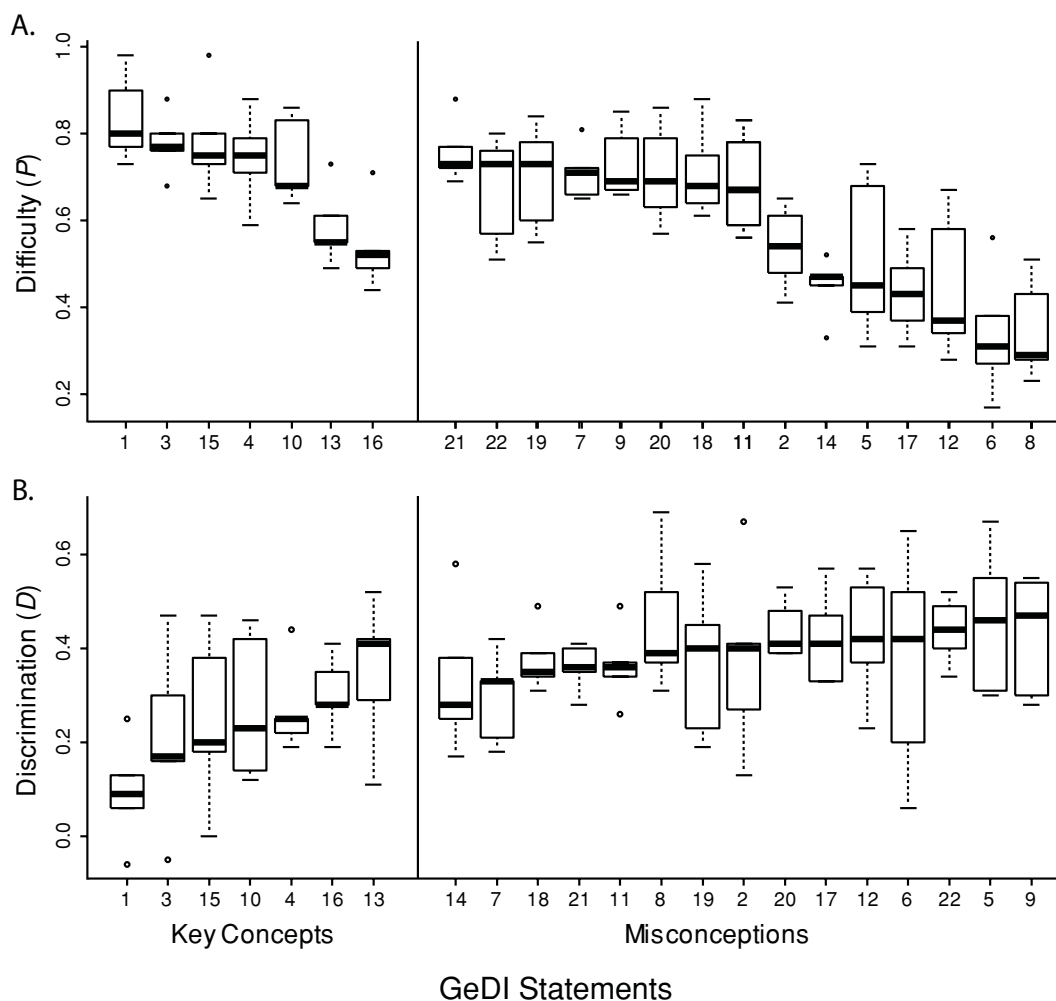 A.
1.0
0.8
0.6
0.4
0.2
Difficulty (P)
1 3 15 4 10 13 16 21 22 19 7 9 20 18 11 2 14 5 17 12 6 8
B.
0.6
0.4
0.2
0.0
Discrimination (D)
1 3 15 10 4 16 13 14 7 18 21 11 8 19 2 20 17 12 6 22 5 9
Key Concepts Misconceptions
GeDI Statements